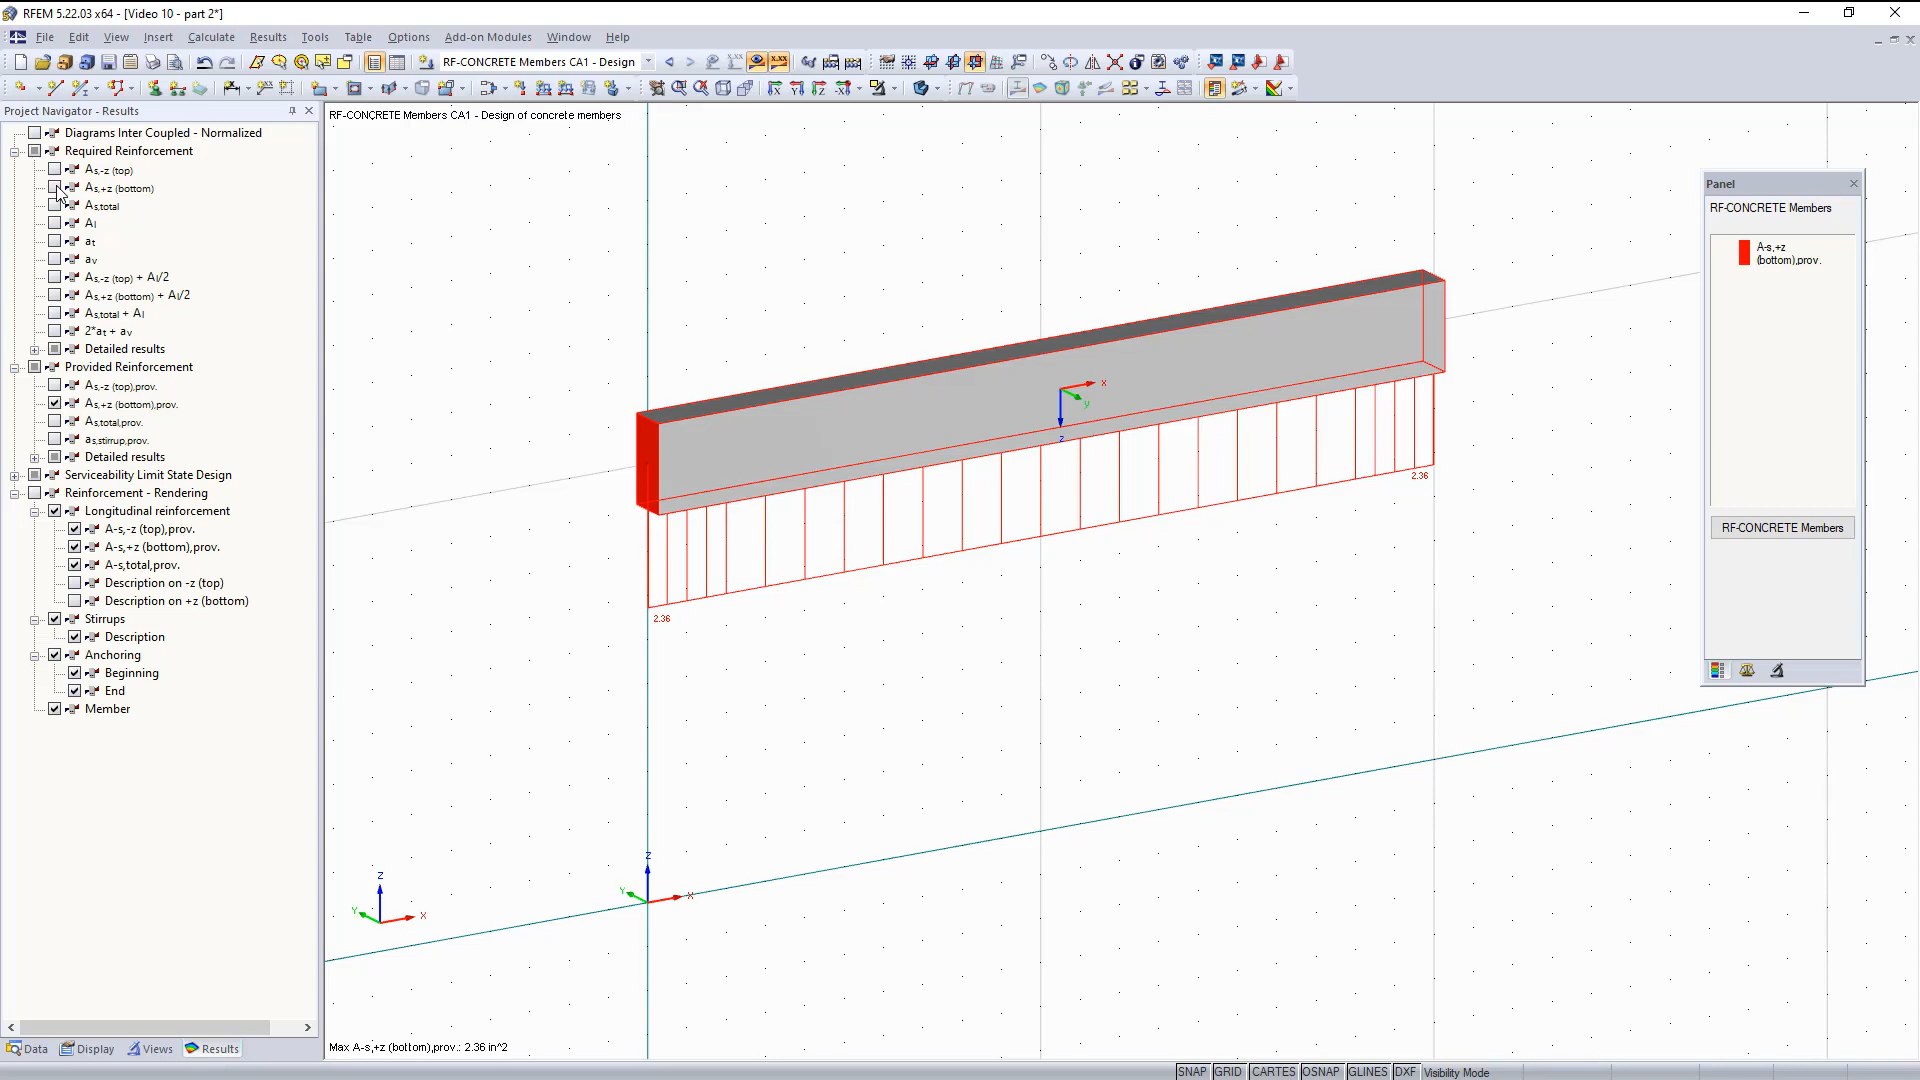 RFEM 5.22.03 x64 - [Video 10 - part 2*]
File Edit View Insert Calculate Results Tools Table Options Add-on Modules Window Help
RF-CONCRETE Members CA1 - Design
Project Navigator - Results
Diagrams Inter Coupled - Normalized
Required Reinforcement
As,-z (top)
As,+z (bottom)
As,total
Al
at
av
As,-z (top) + Al/2
As,+z (bottom) + Al/2
As,total + Al
2*at + av
Detailed results
Provided Reinforcement
As,-z (top),prov.
As,+z (bottom),prov.
As,total,prov.
as,stirrup,prov.
Detailed results
Serviceability Limit State Design
Reinforcement - Rendering
Longitudinal reinforcement
A-s,-z (top),prov.
A-s,+z (bottom),prov.
A-s,total,prov.
Description on -z (top)
Description on +z (bottom)
Stirrups
Description
Anchoring
Beginning
End
Member
Data Display Views Results
RF-CONCRETE Members CA1 - Design of concrete members
x
y
z
2.36
2.36
Z
Y
X
Z
Y
X
Max A-s,+z (bottom),prov.: 2.36 in^2
Panel
RF-CONCRETE Members
A-s,+z
(bottom),prov.
RF-CONCRETE Members
SNAP GRID CARTES OSNAP GLINES DXF Visibility Mode